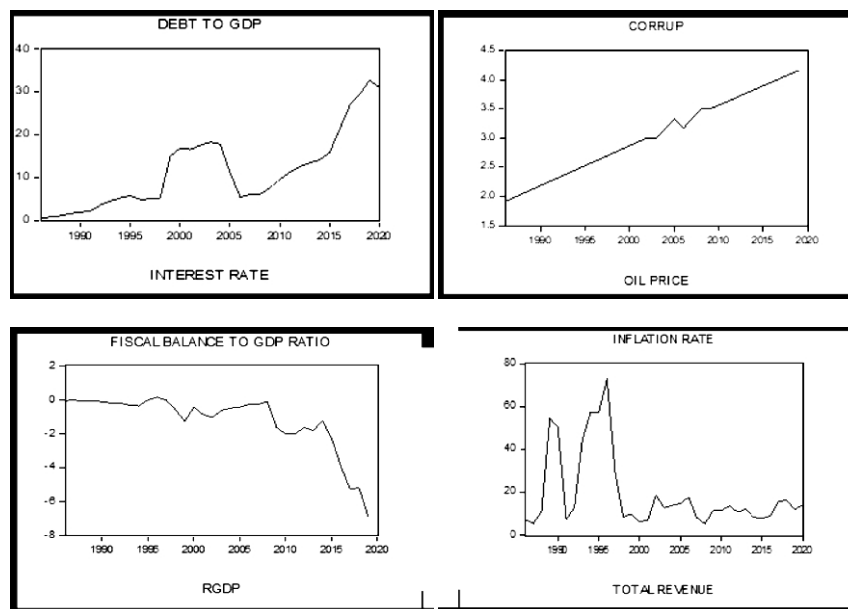 DEBT TO GDP
40
30
20
10
0
1990 1995 2000 2005 2010 2015 2020
INTEREST RATE
CORRUP
4.5
4.0
3.5
3.0
2.5
2.0
1.5
1990 1995 2000 2005 2010 2015 2020
OIL PRICE
FISCAL BALANCE TO GDP RATIO
2
0
-2
-4
-6
-8
1990 1995 2000 2005 2010 2015 2020
RGDP
INFLATION RATE
80
60
40
20
0
1990 1995 2000 2005 2010 2015 2020
TOTAL REVENUE